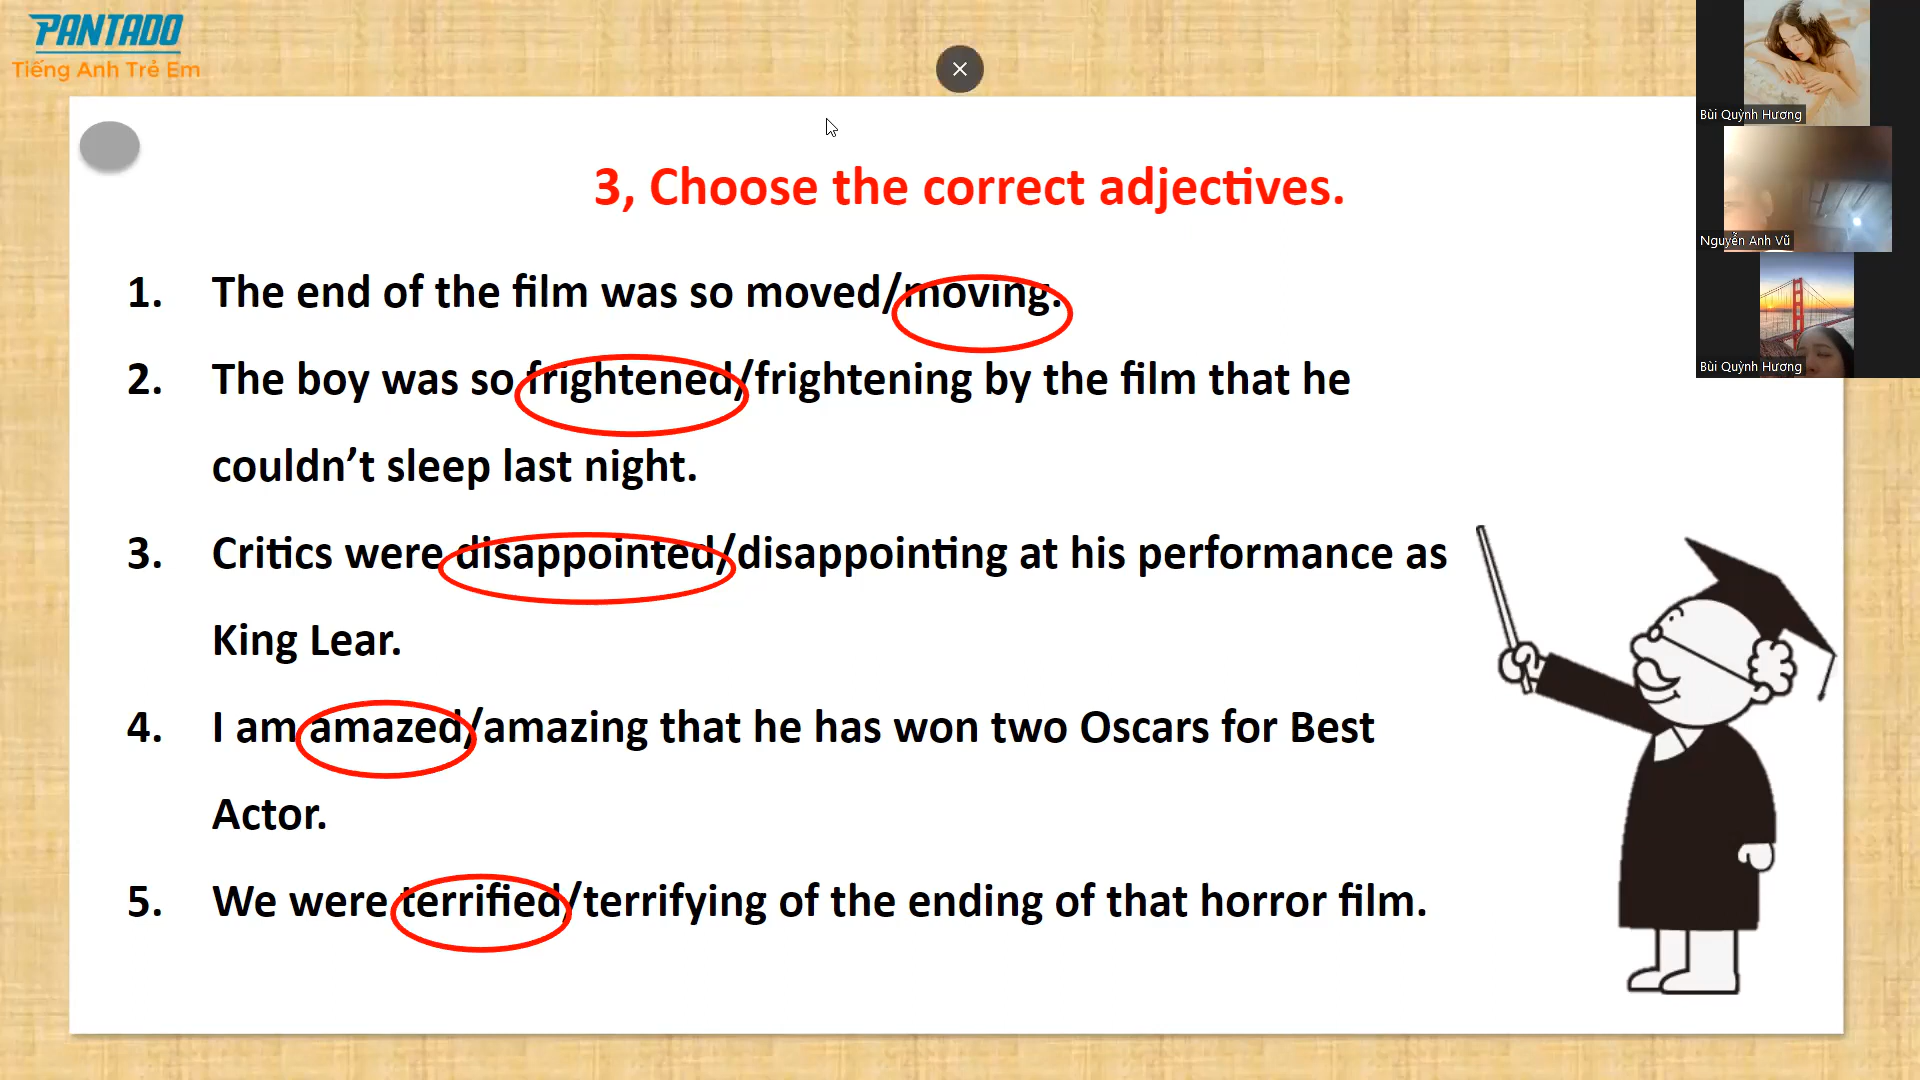 PANTADO
Tiếng Anh Trẻ Em
Bùi Quỳnh Hương
Nguyễn Anh Vũ
Bùi Quỳnh Hương
3, Choose the correct adjectives.
1. The end of the film was so moved/moving.
2. The boy was so frightened/frightening by the film that he
couldn’t sleep last night.
3. Critics were disappointed/disappointing at his performance as
King Lear.
4. I am amazed/amazing that he has won two Oscars for Best
Actor.
5. We were terrified/terrifying of the ending of that horror film.